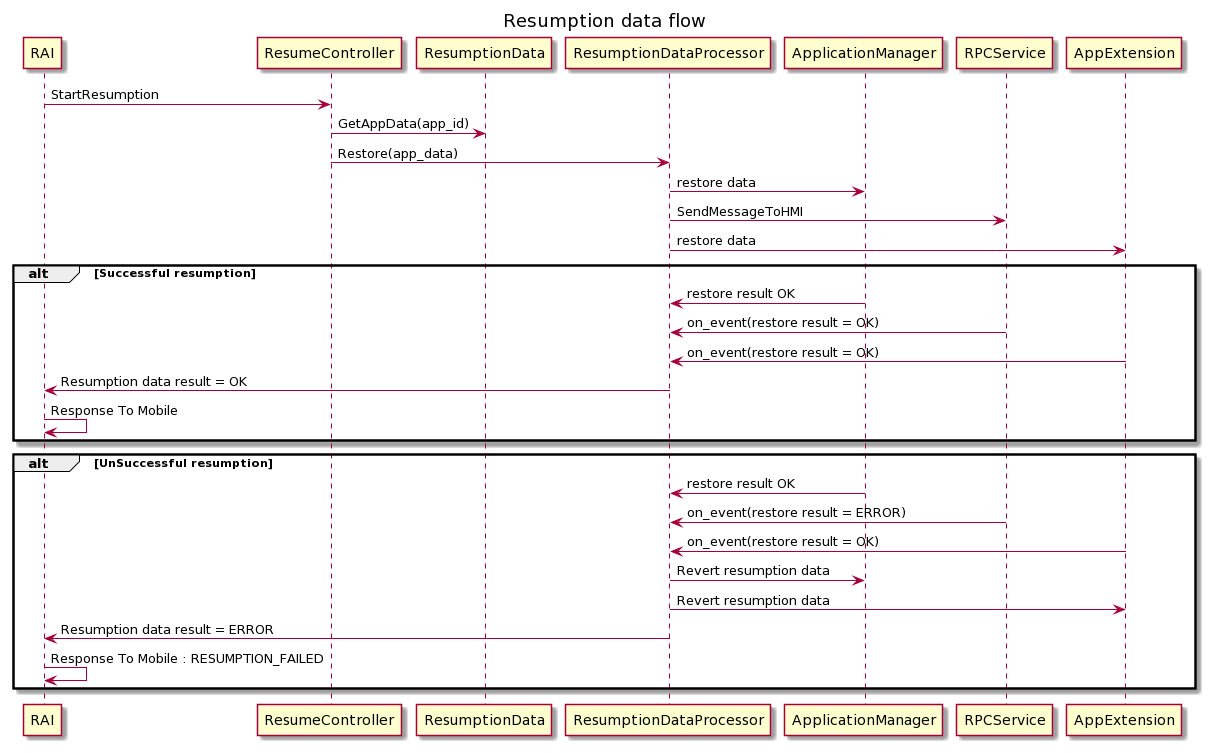 Resumption data flow
RAI ResumeController ResumptionData ResumptionDataProcessor ApplicationManager RPCService AppExtension
StartResumption
GetAppData(app_id)
Restore(app_data)
restore data
SendMessageToHMI
restore data
alt [Successful resumption]
restore result OK
on_event(restore result = OK)
on_event(restore result = OK)
Resumption data result = OK
Response To Mobile
alt [UnSuccessful resumption]
restore result OK
on_event(restore result = ERROR)
on_event(restore result = OK)
Revert resumption data
Revert resumption data
Resumption data result = ERROR
Response To Mobile : RESUMPTION_FAILED
RAI ResumeController ResumptionData ResumptionDataProcessor ApplicationManager RPCService AppExtension